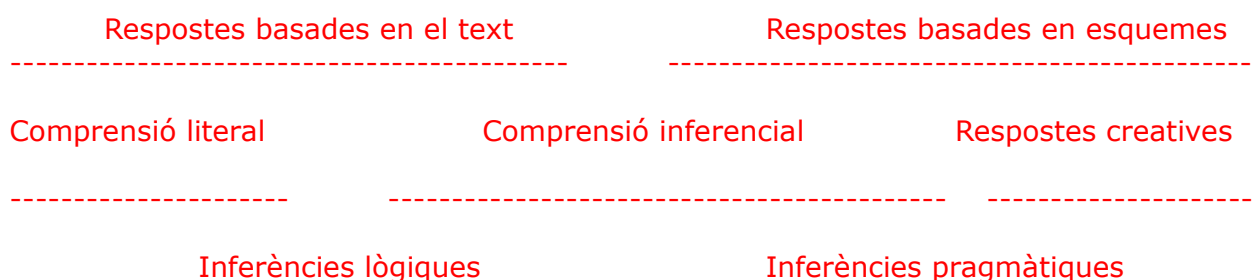 Respostes basades en el text Respostes basades en esquemes
-------------------------------------------- ----------------------------------------------
Comprensió literal Comprensió inferencial Respostes creatives
---------------------- -------------------------------------------- ---------------------
Inferències lògiques Inferències pragmàtiques